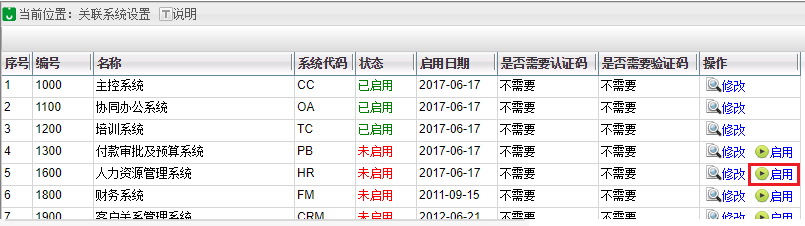 当前位置：关联系统设置 T说明
序号 编号 名称 系统代码 状态 启用日期 是否需要认证码 是否需要验证码 操作
1 1000 主控系统 CC 已启用 2017-06-17 不需要 不需要 修改
2 1100 协同办公系统 OA 已启用 2017-06-17 不需要 不需要 修改
3 1200 培训系统 TC 已启用 2017-06-17 不需要 不需要 修改
4 1300 付款审批及预算系统 PB 未启用 2017-06-17 不需要 不需要 修改 启用
5 1600 人力资源管理系统 HR 未启用 2017-06-17 不需要 不需要 修改 启用
6 1800 财务系统 FM 未启用 2011-09-15 不需要 不需要 修改 启用
7 1900 客户关系管理系统 CRM 未启用 2012-06-21 不需要 不需要 修改 启用